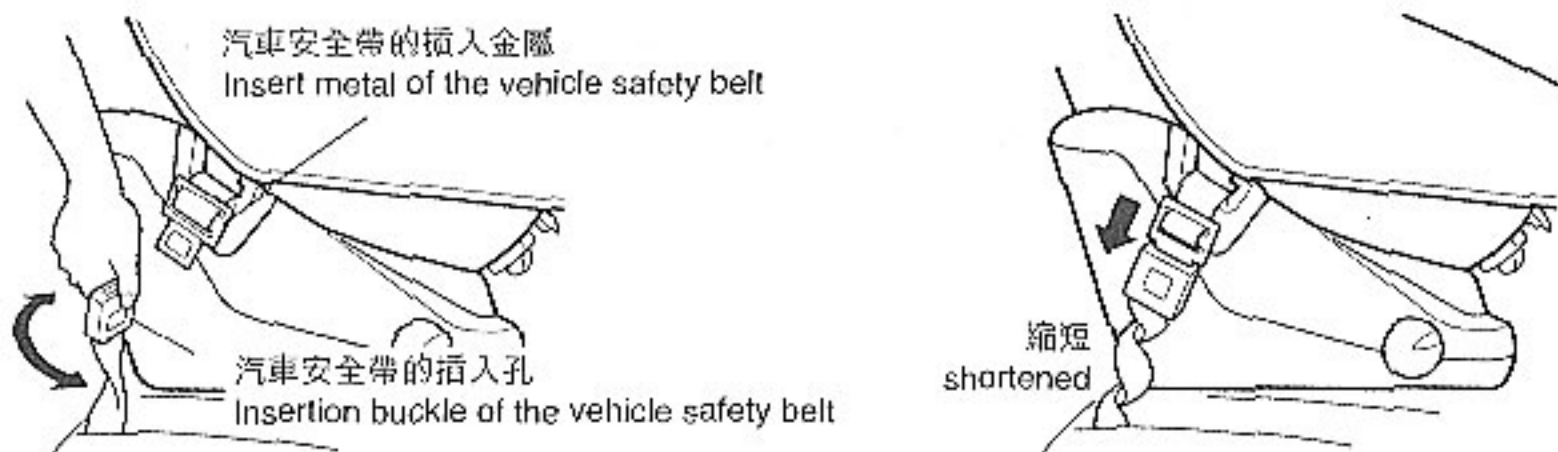 汽車安全帶的插入金屬
Insert metal of the vehicle safety belt
汽車安全帶的插入孔
Insertion buckle of the vehicle safety belt
縮短
shortened